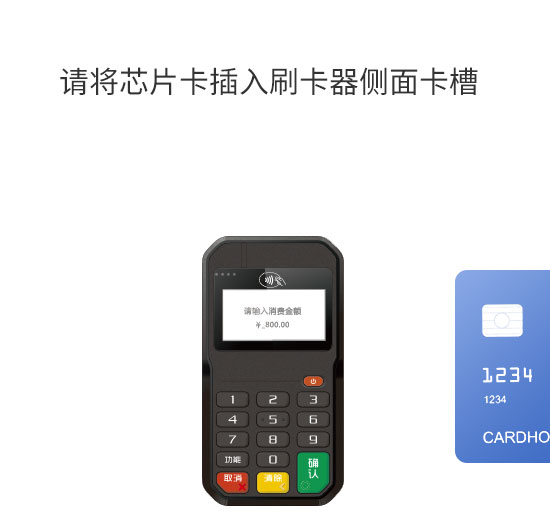 请将芯片卡插入刷卡器侧面卡槽
请输入消费金额
¥_800.00
1 2 3
4 5 6
7 8 9
功能 0 确认
取消 清除
1234
1234
CARDHO